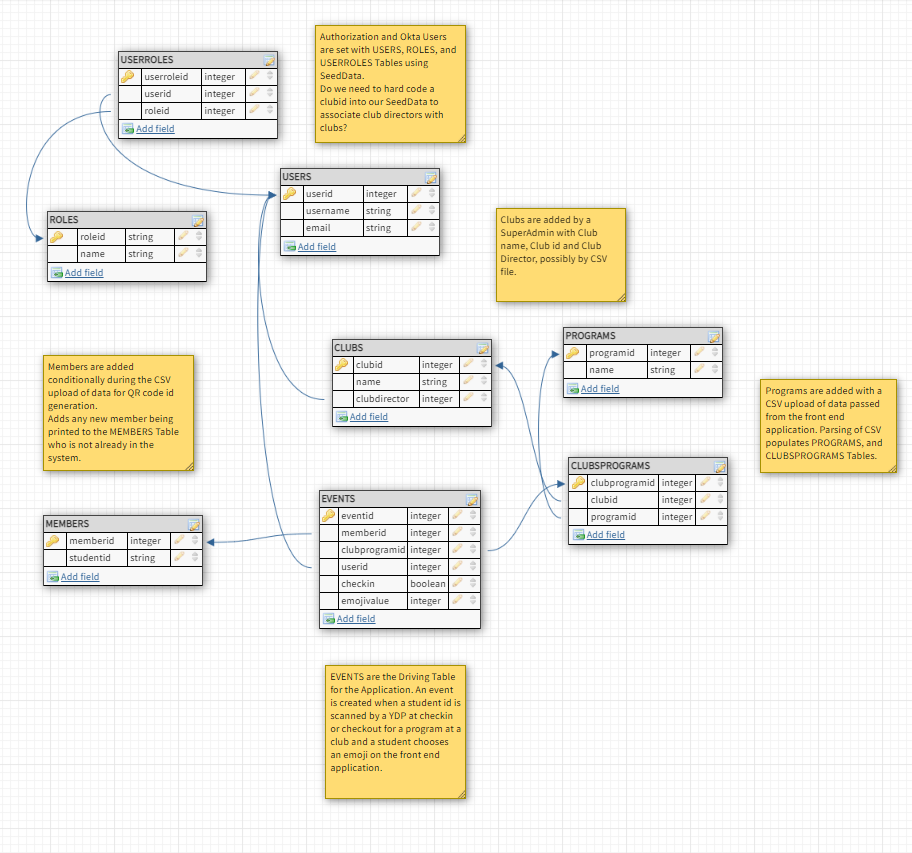 Authorization and Okta Users
are set with USERS, ROLES, and
USERROLES Tables using
SeedData.
Do we need to hard code a
clubid into our SeedData to
associate club directors with
clubs?
USERROLES
userroleid integer
userid integer
roleid integer
Add field
USERS
userid integer
username string
email string
Add field
ROLES
roleid string
name string
Add field
Clubs are added by a
SuperAdmin with Club
name, Club id and Club
Director, possibly by CSV
file.
CLUBS
clubid integer
name string
clubdirector integer
Add field
PROGRAMS
programid integer
name string
Add field
Members are added
conditionally during the CSV
upload of data for QR code id
generation.
Adds any new member being
printed to the MEMBERS Table
who is not already in the
system.
Programs are added with a
CSV upload of data passed
from the front end
application. Parsing of CSV
populates PROGRAMS, and
CLUBSPROGRAMS Tables.
CLUBSPROGRAMS
clubprogramid integer
clubid integer
programid integer
Add field
EVENTS
eventid integer
memberid integer
clubprogramid integer
userid integer
checkin boolean
emojivalue integer
Add field
MEMBERS
memberid integer
studentid string
Add field
EVENTS are the Driving Table
for the Application. An event
is created when a student id is
scanned by a YDP at checkin
or checkout for a program at a
club and a student chooses
an emoji on the front end
application.